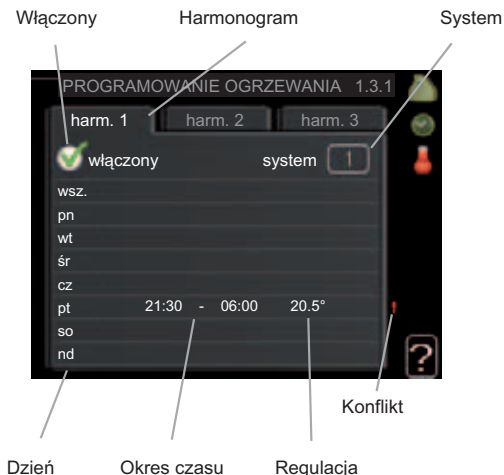 Włączony Harmonogram System
PROGRAMOWANIE OGRZEWANIA 1.3.1
harm. 1 harm. 2 harm. 3
włączony system 1
wsz.
pn
wt
śr
cz
pt 21:30 - 06:00 20.5° !
so
nd
?
Konflikt
Dzień Okres czasu Regulacja